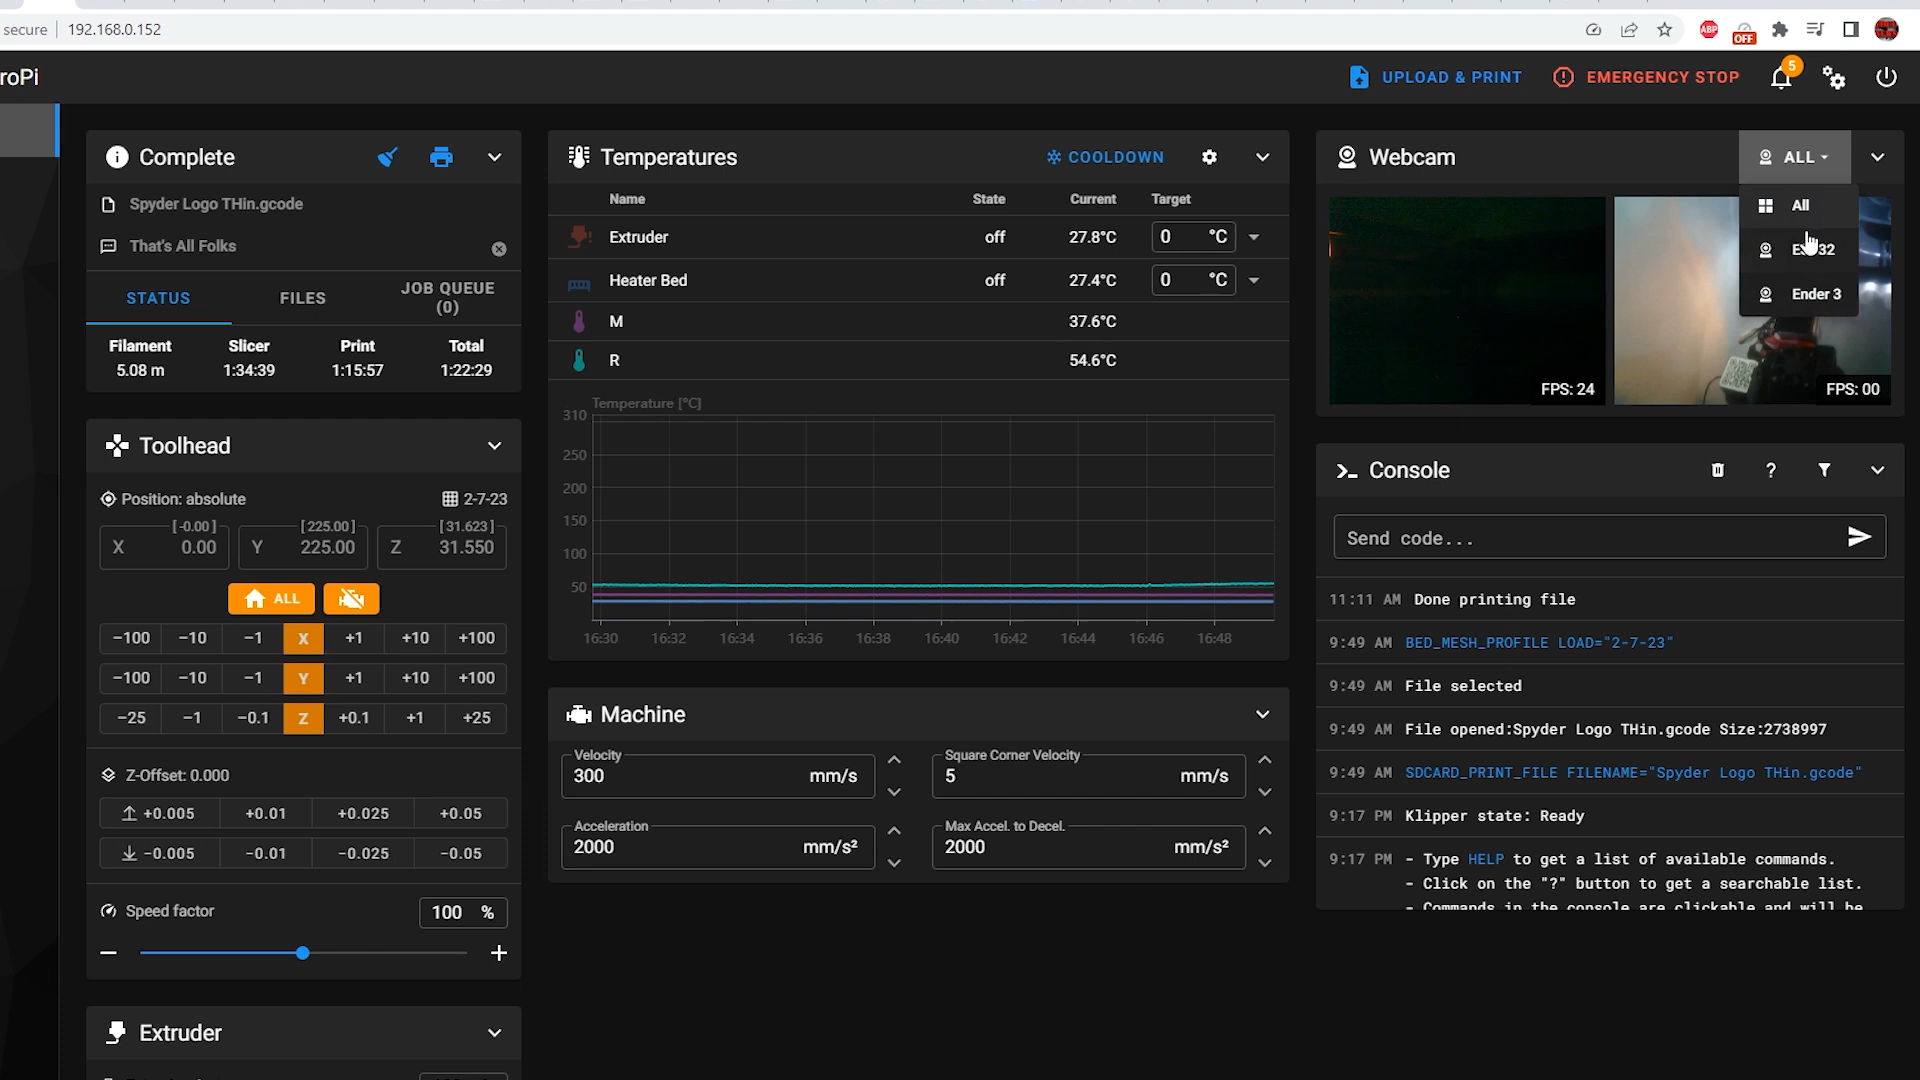 secure 192.168.0.152
ABP
OFF
roPi
UPLOAD & PRINT
EMERGENCY STOP
5
Complete
Spyder Logo THin.gcode
That's All Folks
STATUS FILES JOB QUEUE (0)
Filament Slicer Print Total
5.08 m 1:34:39 1:15:57 1:22:29
Toolhead
Position: absolute 2-7-23
[ -0.00 ] [ 225.00 ] [ 31.623 ]
X 0.00 Y 225.00 Z 31.550
ALL
-100 -10 -1 X +1 +10 +100
-100 -10 -1 Y +1 +10 +100
-25 -1 -0.1 Z +0.1 +1 +25
Z-Offset: 0.000
+0.005 +0.01 +0.025 +0.05
-0.005 -0.01 -0.025 -0.05
Speed factor 100 %
Extruder
Temperatures
COOLDOWN
Name State Current Target
Extruder off 27.8°C 0 °C
Heater Bed off 27.4°C 0 °C
M 37.6°C
R 54.6°C
Temperature [°C]
310
250
200
150
100
50
16:30 16:32 16:34 16:36 16:38 16:40 16:42 16:44 16:46 16:48
Machine
Velocity
300 mm/s
Square Corner Velocity
5 mm/s
Acceleration
2000 mm/s²
Max Accel. to Decel.
2000 mm/s²
Webcam
ALL
All
Ender 3
FPS: 24
FPS: 00
Console
Send code...
11:11 AM Done printing file
9:49 AM BED_MESH_PROFILE LOAD="2-7-23"
9:49 AM File selected
9:49 AM File opened:Spyder Logo THin.gcode Size:2738997
9:49 AM SDCARD_PRINT_FILE FILENAME="Spyder Logo THin.gcode"
9:17 PM Klipper state: Ready
9:17 PM - Type HELP to get a list of available commands.
- Click on the "?" button to get a searchable list.
- Commands in the console are clickable and will be